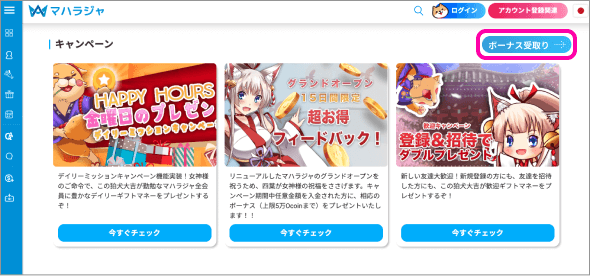 マハラジャ
ログイン
アカウント登録関連
キャンペーン
ボーナス受取り
HAPPY HOURS
金曜日のプレゼント
デイリーミッションキャンペーン
グランドオープン
15日間限定
超お得
フィードバック！
歓迎キャンペーン
登録&招待で
ダブルプレゼント
デイリーミッションキャンペーン機能実装！女神様
のご命令で、この狛犬大吉が勤勉なマハラジャ全会
員に豊かなデイリーギフトマネーをプレゼントする
ぞ！
今すぐチェック
リニューアルしたマハラジャのグランドオープンを
祝うため、四葉が女神様の祝福をささげます。キャン
ペーン期間中任意金額を入金された方に、相応の
ボーナス（上限5万Ocoinまで）をプレゼントいたし
ます！！
今すぐチェック
新しい友達大歓迎！新規登録の方にも、友達を招待
した方にも、この狛犬大吉が歓迎ギフトマネーをプ
レゼントするぞ！
今すぐチェック